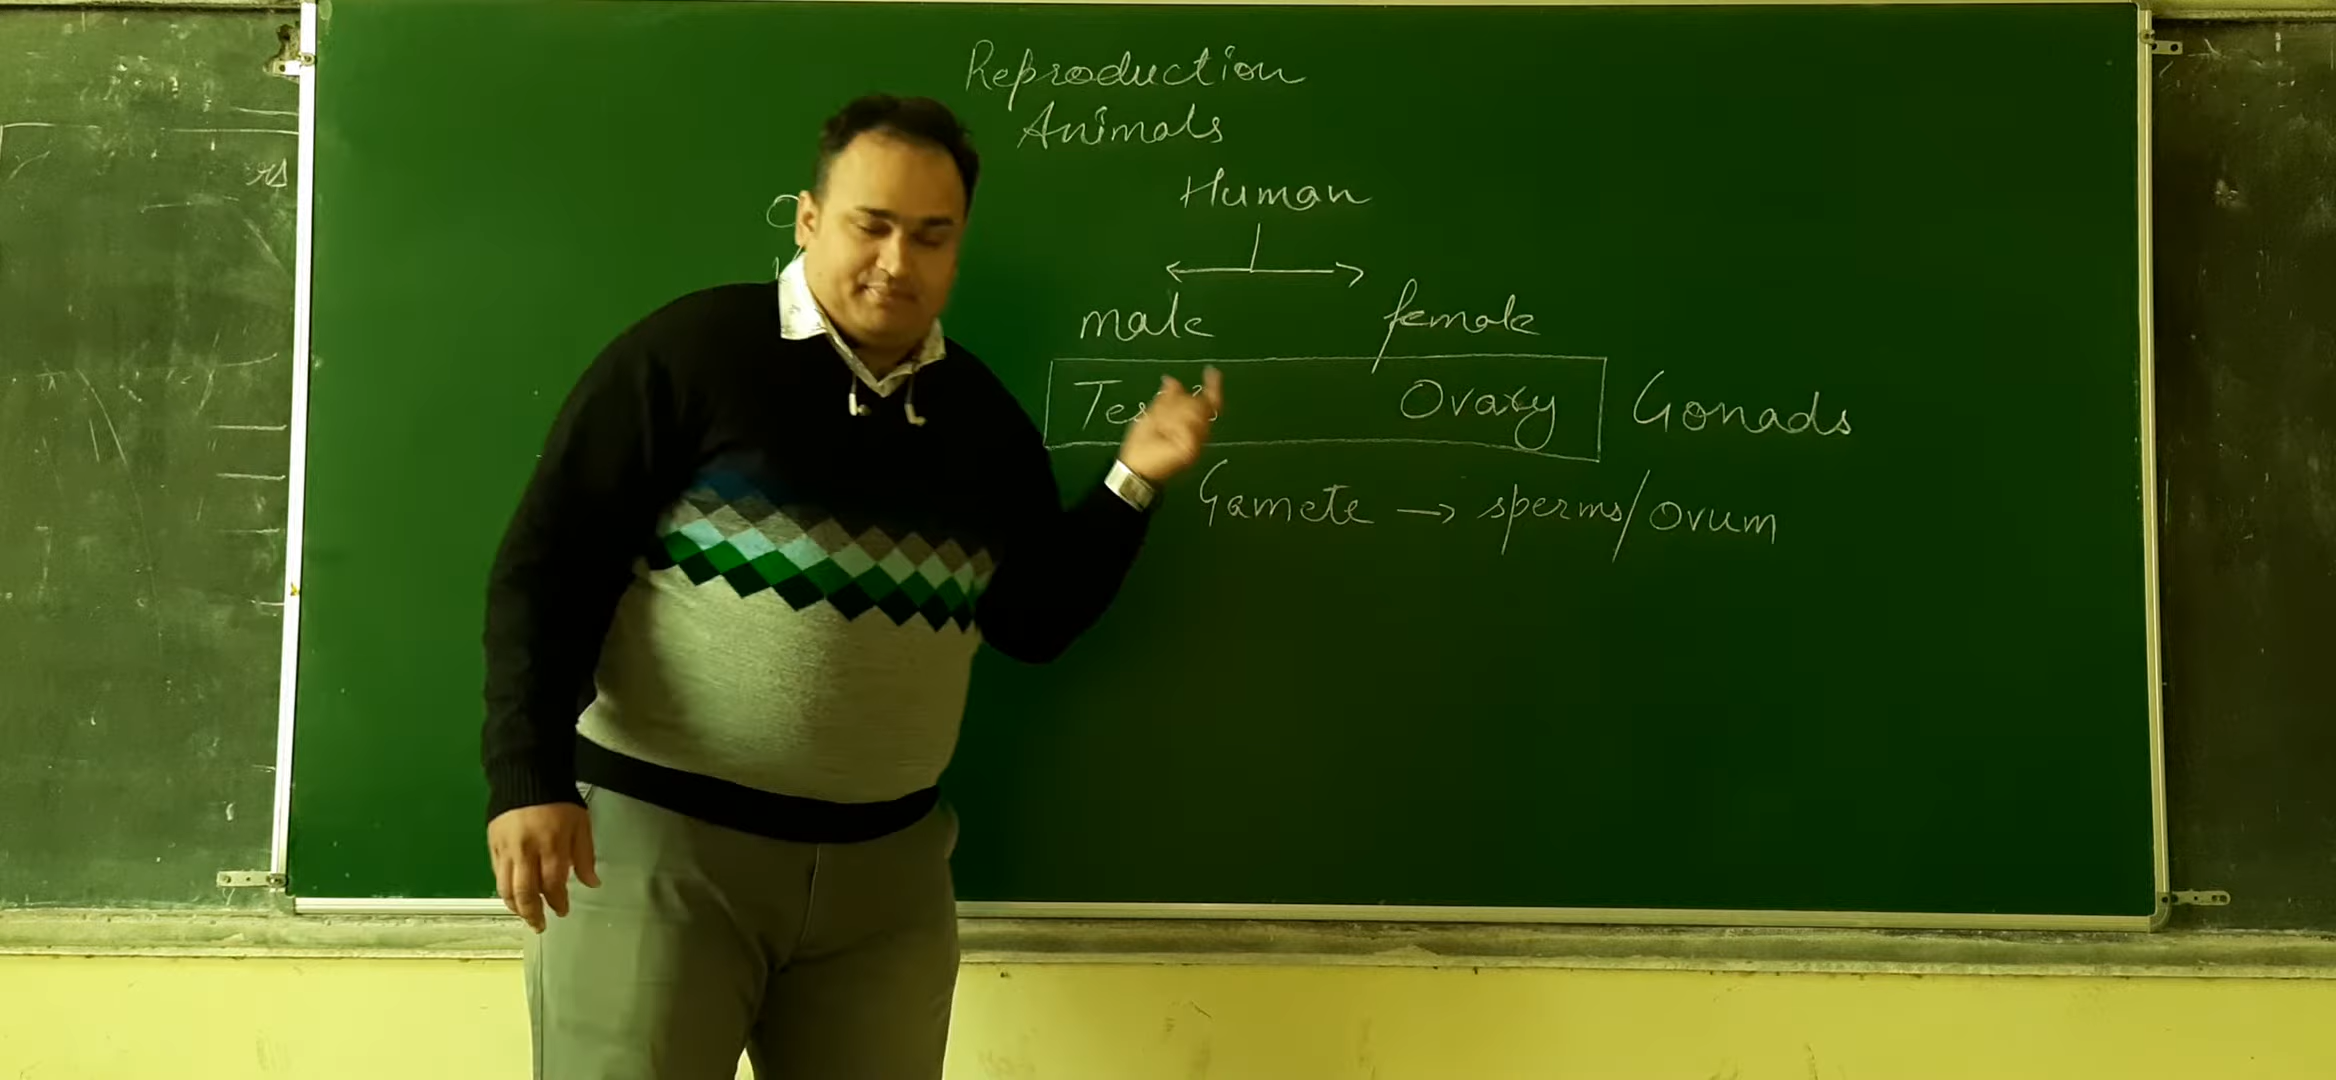 Reproduction
Animals
Human
male female
Ovary Gonads
Gamete → sperms/ovum